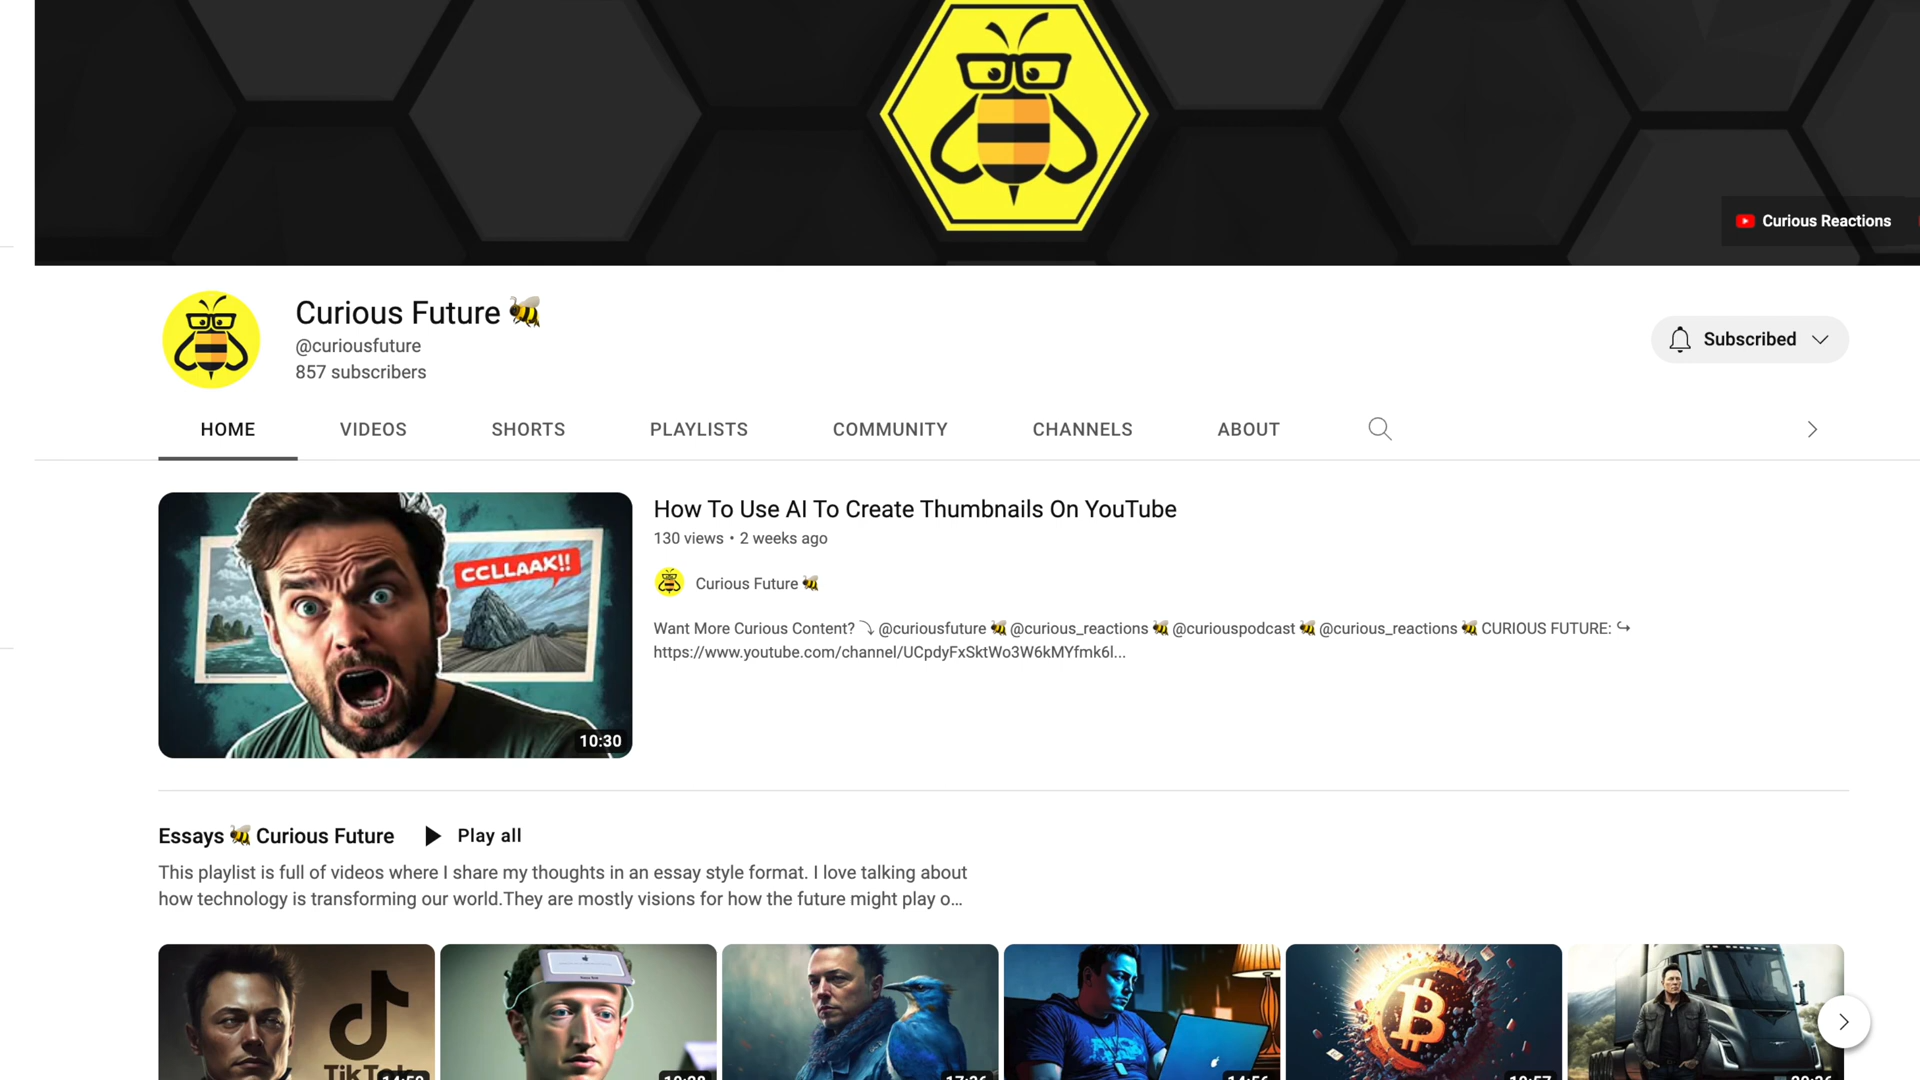 Curious Reactions
Curious Future 🐝
@curiousfuture
857 subscribers
Subscribed
HOME VIDEOS SHORTS PLAYLISTS COMMUNITY CHANNELS ABOUT
CCLLAAK!!
10:30
How To Use AI To Create Thumbnails On YouTube
130 views • 2 weeks ago
Curious Future 🐝
Want More Curious Content? ⤵ @curiousfuture 🐝 @curious_reactions 🐝 @curiouspodcast 🐝 @curious_reactions 🐝 CURIOUS FUTURE: ↪
https://www.youtube.com/channel/UCpdyFxSktWo3W6kMYfmk6l...
Essays 🐝 Curious Future Play all
This playlist is full of videos where I share my thoughts in an essay style format. I love talking about
how technology is transforming our world.They are mostly visions for how the future might play o...
TikTok